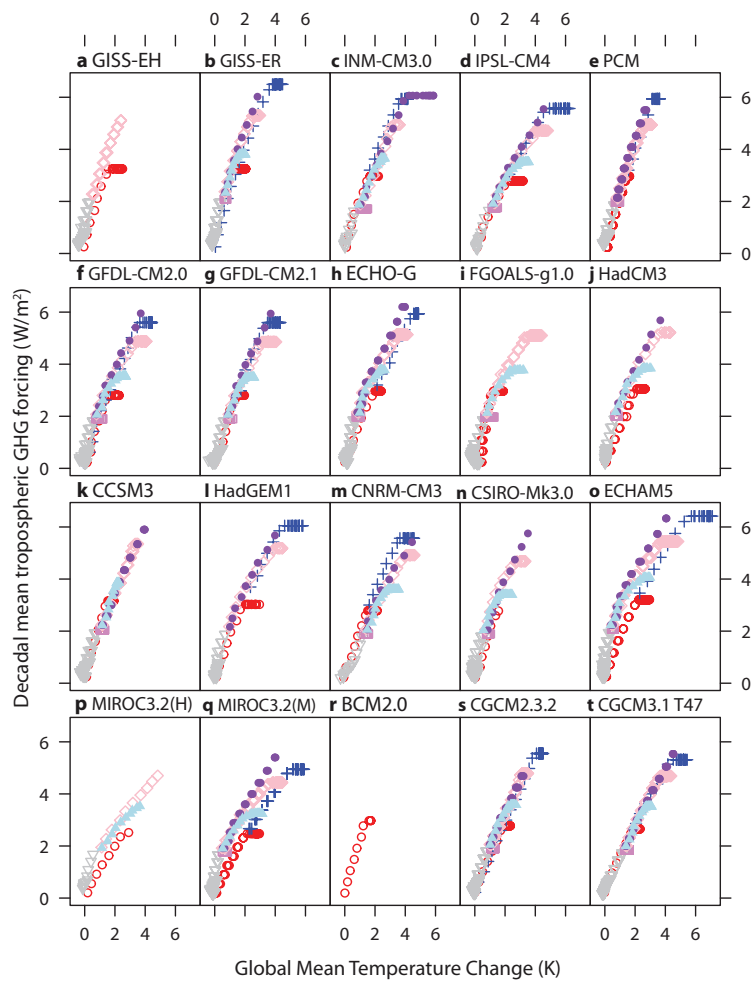 0 2 4 6 0 2 4 6
a GISS-EH b GISS-ER c INM-CM3.0 d IPSL-CM4 e PCM
6
4
2
0
f GFDL-CM2.0 g GFDL-CM2.1 h ECHO-G i FGOALS-g1.0 j HadCM3
6
4
2
0
k CCSM3 l HadGEM1 m CNRM-CM3 n CSIRO-Mk3.0 o ECHAM5
6
4
2
0
p MIROC3.2(H) q MIROC3.2(M) r BCM2.0 s CGCM2.3.2 t CGCM3.1 T47
6
4
2
0
0 2 4 6 0 2 4 6 0 2 4 6
Global Mean Temperature Change (K)
Decadal mean tropospheric GHG forcing (W/m²)